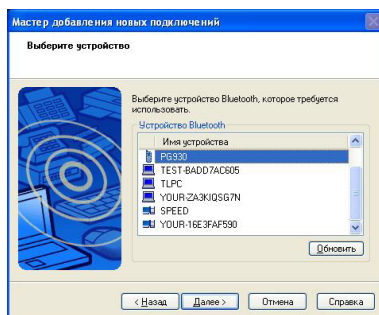 Мастер добавления новых подключений
Выберите устройство
Выберите устройство Bluetooth, которое требуется
использовать.
Устройство Bluetooth
Имя устройства
PG930
TEST-BADD7AC605
TLPC
YOUR-ZA3KIQSG7N
SPEED
YOUR-16E3FAF590
Обновить
< Назад
Далее >
Отмена
Справка